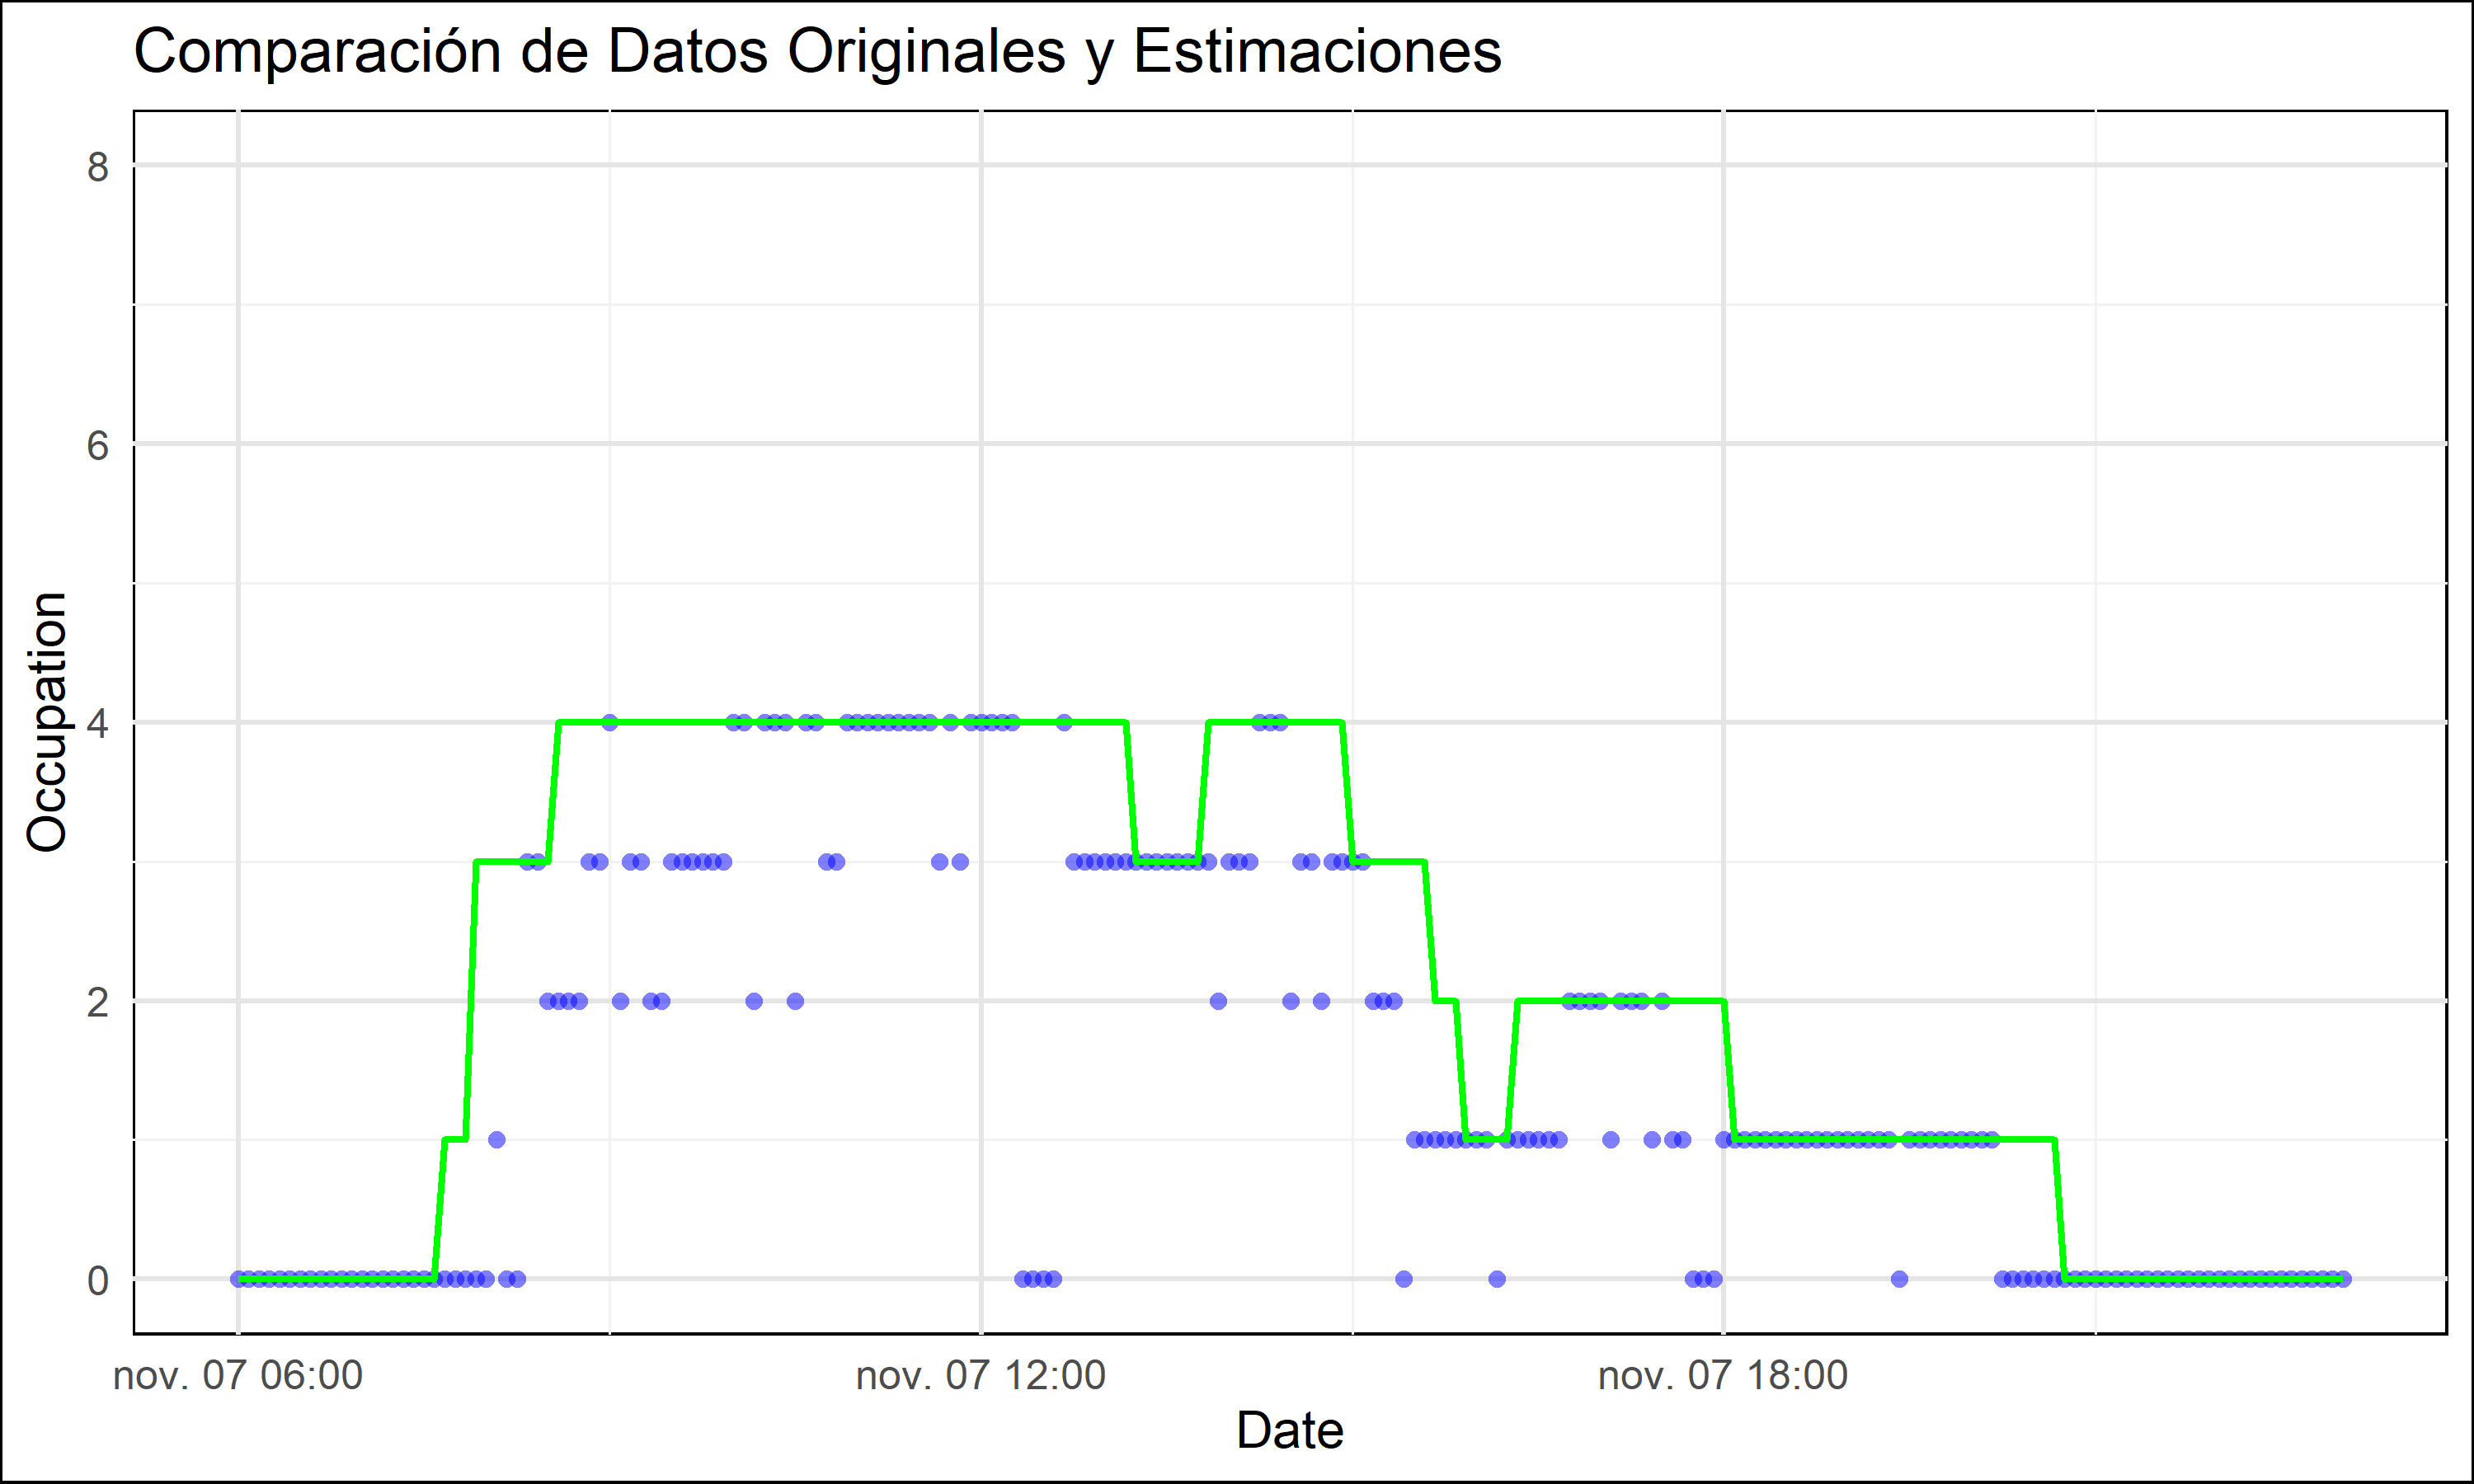 Comparación de Datos Originales y Estimaciones
8
6
4
2
0
Occupation
nov. 07 06:00
nov. 07 12:00
nov. 07 18:00
Date